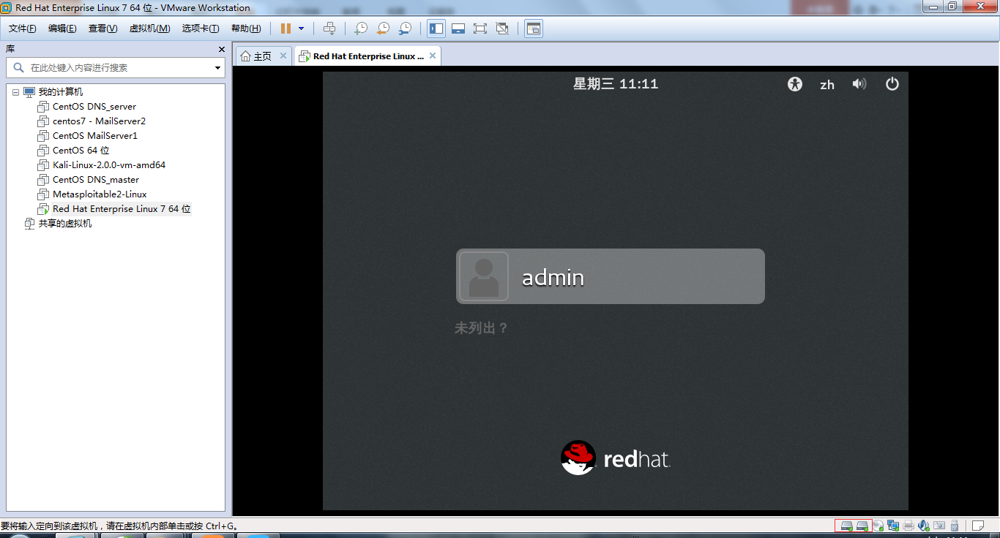 Red Hat Enterprise Linux 7 64 位 - VMware Workstation
文件(F) 编辑(E) 查看(V) 虚拟机(M) 选项卡(T) 帮助(H)
库
在此处键入内容进行搜索
我的计算机
CentOS DNS_server
centos7 - MailServer2
CentOS MailServer1
CentOS 64 位
Kali-Linux-2.0.0-vm-amd64
CentOS DNS_master
Metasploitable2-Linux
Red Hat Enterprise Linux 7 64 位
共享的虚拟机
主页
Red Hat Enterprise Linux ...
星期三 11:11
zh
admin
未列出？
redhat.
要将输入定向到该虚拟机，请在虚拟机内部单击或按 Ctrl+G。